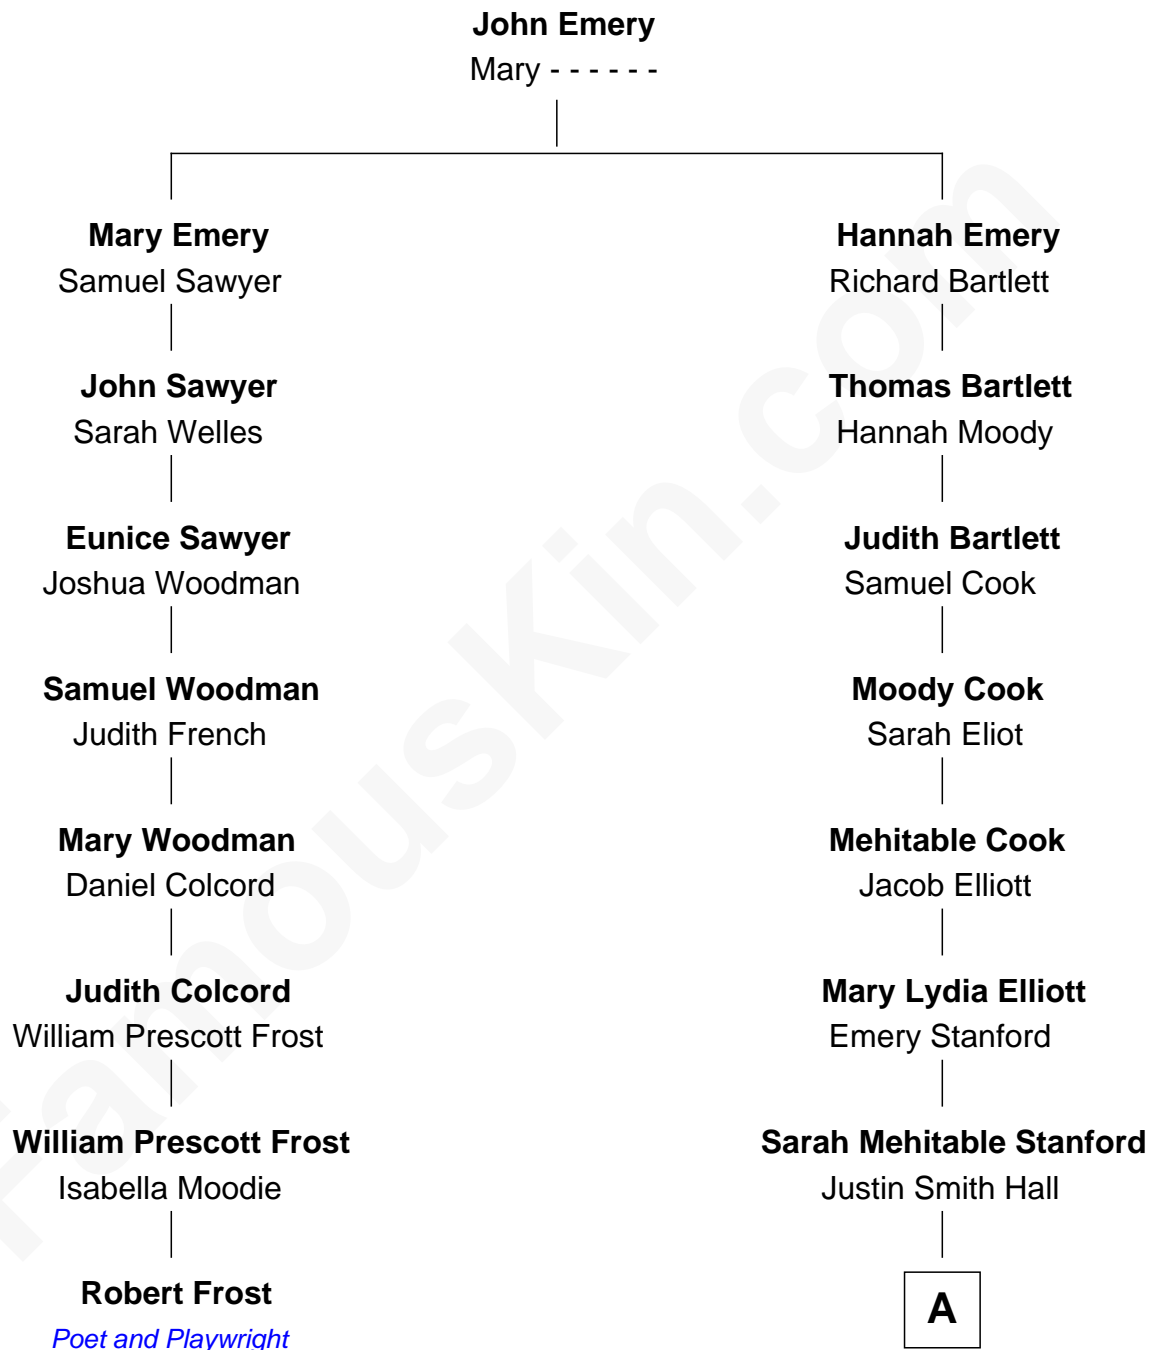 John Emery
Mary - - - - - -
Mary Emery
Samuel Sawyer
Hannah Emery
Richard Bartlett
John Sawyer
Sarah Welles
Thomas Bartlett
Hannah Moody
Eunice Sawyer
Joshua Woodman
Judith Bartlett
Samuel Cook
Samuel Woodman
Judith French
Moody Cook
Sarah Eliot
Mary Woodman
Daniel Colcord
Mehitable Cook
Jacob Elliott
Judith Colcord
William Prescott Frost
Mary Lydia Elliott
Emery Stanford
William Prescott Frost
Isabella Moodie
Sarah Mehitable Stanford
Justin Smith Hall
Robert Frost
Poet and Playwright
A
FamousKin.com